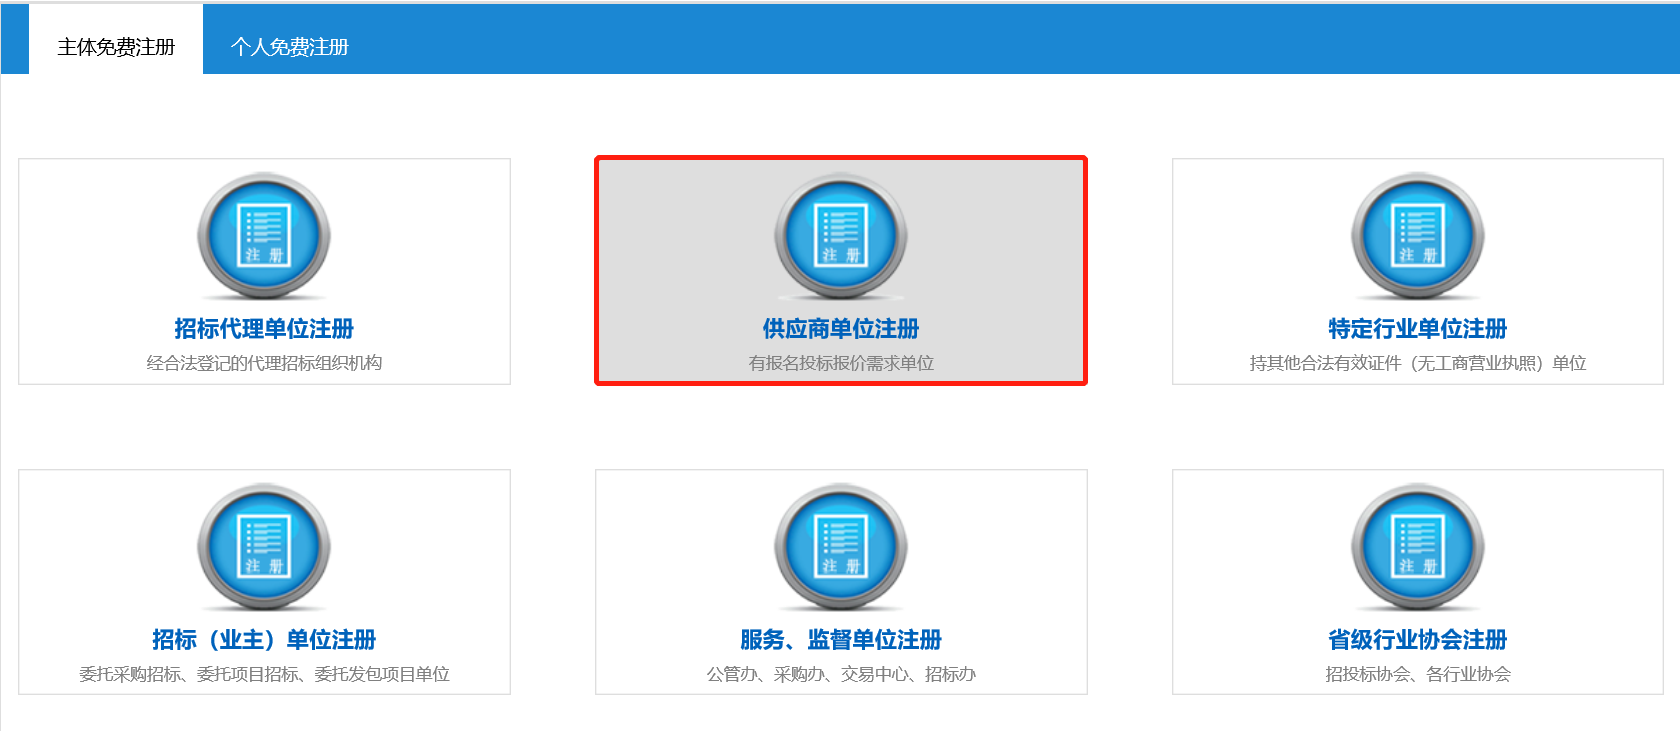 主体免费注册
个人免费注册
注 册
招标代理单位注册
经合法登记的代理招标组织机构
注 册
供应商单位注册
有报名投标报价需求单位
注 册
特定行业单位注册
持其他合法有效证件（无工商营业执照）单位
注 册
招标（业主）单位注册
委托采购招标、委托项目招标、委托发包项目单位
注 册
服务、监督单位注册
公管办、采购办、交易中心、招标办
注 册
省级行业协会注册
招投标协会、各行业协会